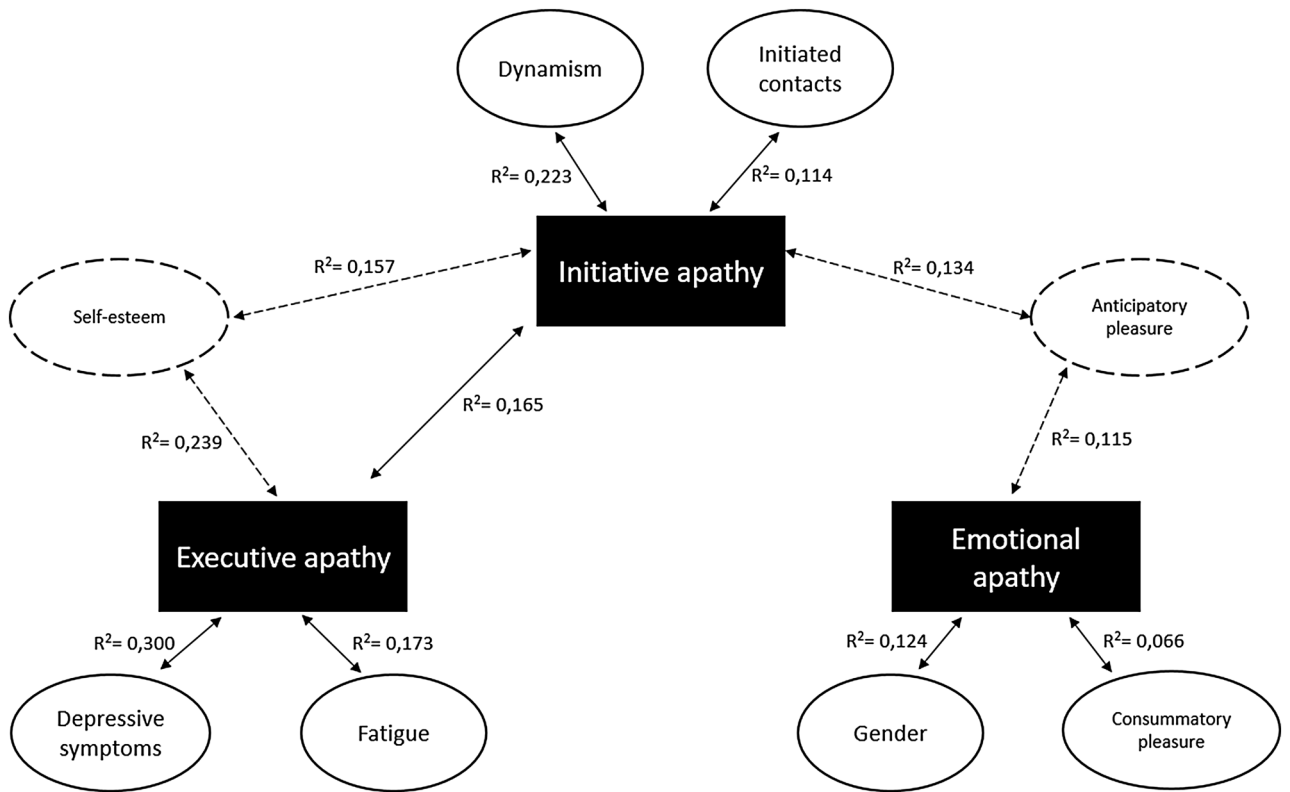 Dynamism
Initiated
contacts
R²= 0,223
R²= 0,114
Initiative apathy
R²= 0,157
R²= 0,134
Self-esteem
Anticipatory
pleasure
R²= 0,165
R²= 0,239
R²= 0,115
Executive apathy
Emotional
apathy
R²= 0,300
R²= 0,173
R²= 0,124
R²= 0,066
Depressive
symptoms
Fatigue
Gender
Consummatory
pleasure